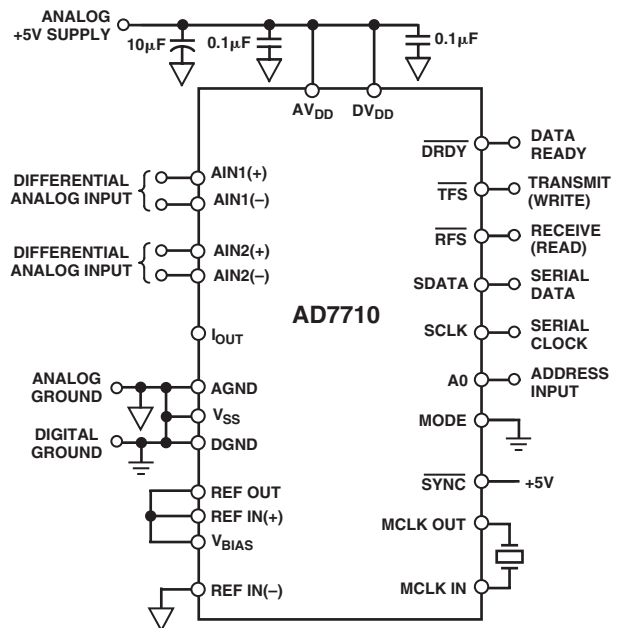 ANALOG
+5V SUPPLY
10µF
0.1µF
0.1µF
AVDD
DVDD
DRDY
DATA
READY
DIFFERENTIAL
ANALOG INPUT
AIN1(+)
AIN1(–)
TFS
TRANSMIT
(WRITE)
RFS
RECEIVE
(READ)
DIFFERENTIAL
ANALOG INPUT
AIN2(+)
AIN2(–)
SDATA
SERIAL
DATA
AD7710
IOUT
SCLK
SERIAL
CLOCK
ANALOG
GROUND
AGND
A0
ADDRESS
INPUT
VSS
MODE
DIGITAL
GROUND
DGND
REF OUT
SYNC
+5V
REF IN(+)
VBIAS
MCLK OUT
REF IN(–)
MCLK IN